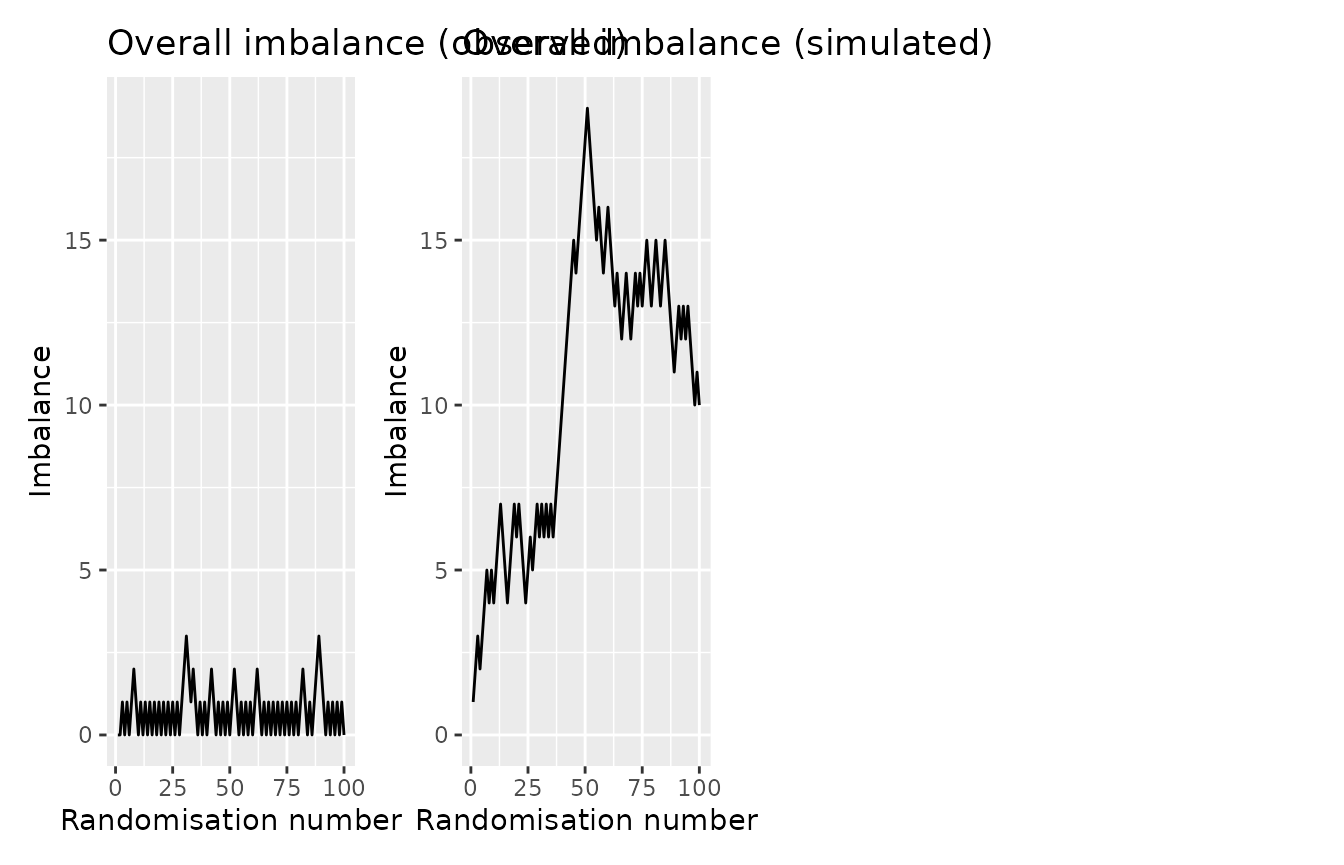 Overall imbalance (observed)
Overall imbalance (simulated)
Imbalance
15
10
5
0
0 25 50 75 100
Randomisation number
Imbalance
15
10
5
0
0 25 50 75 100
Randomisation number